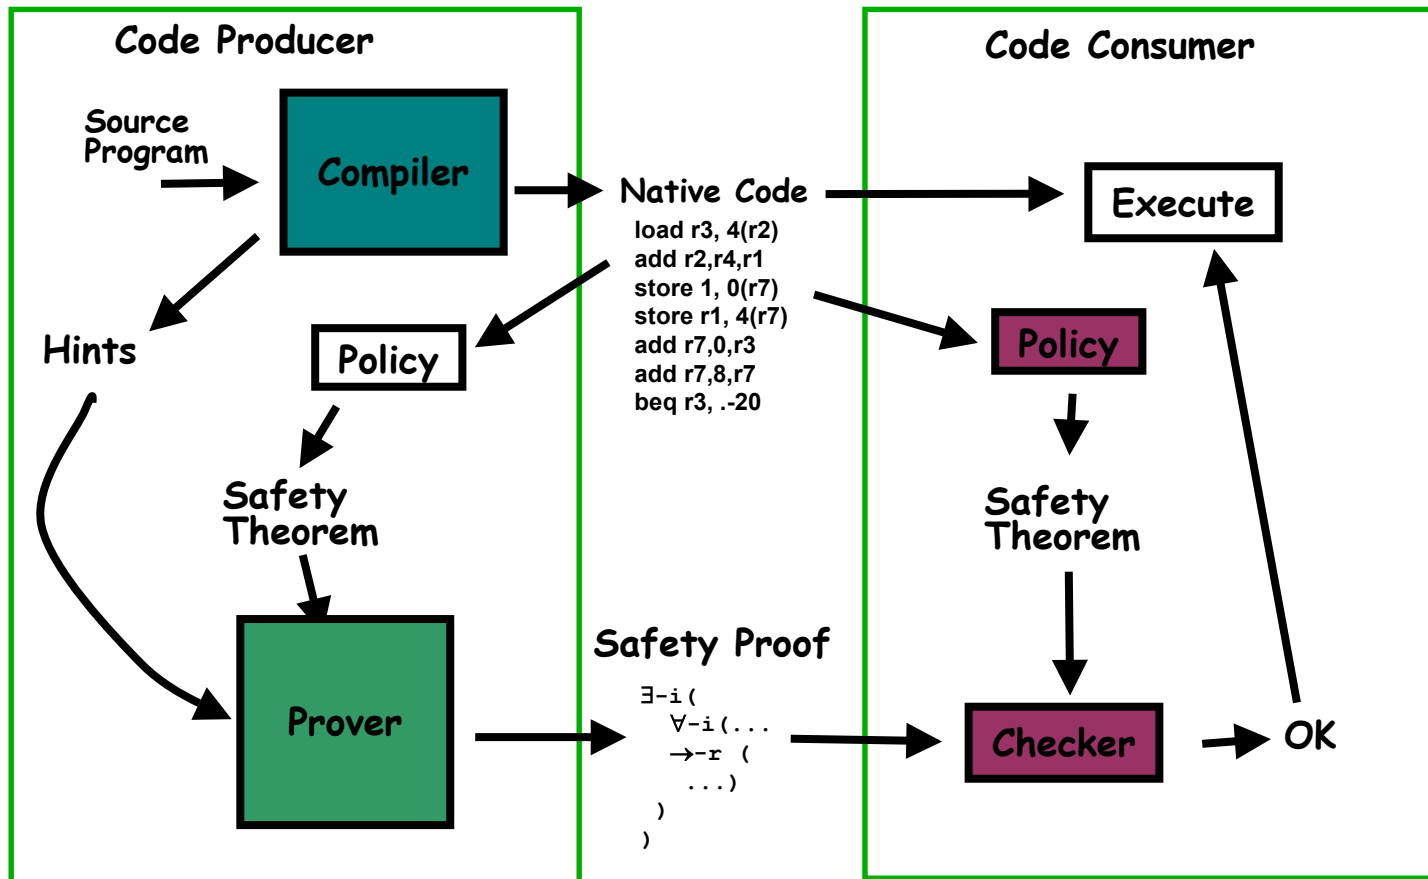 Code Producer
Code Consumer
Source
Program
Compiler
Native Code
load r3, 4(r2)
add r2,r4,r1
store 1, 0(r7)
store r1, 4(r7)
add r7,0,r3
add r7,8,r7
beq r3, .-20
Execute
Hints
Policy
Policy
Safety
Theorem
Safety
Theorem
Prover
Safety Proof
∃-i(
∀-i(...
→-r (
...)
)
)
Checker
OK